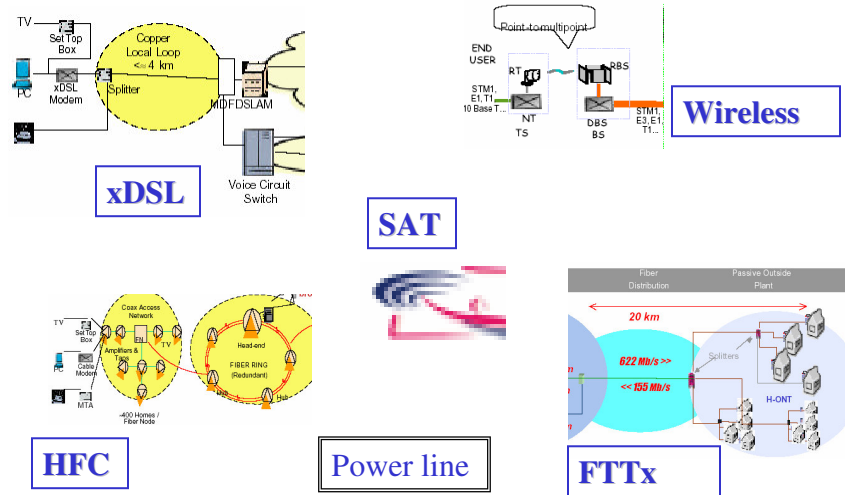 TV
Set Top
Box
PC
xDSL
Modem
Splitter
Copper
Local Loop
<≈ 4 km
MDFDSLAM
Voice Circuit
Switch
xDSL
Point-to-multipoint
END
USER
RT
RBS
STM1,
E1, T1
10 Base T...
NT
TS
DBS
BS
STM1,
E3, E1,
T1...
Wireless
SAT
Coax Access
Network
TV
Set Top
Box
FN
TV
Amplifiers &
Taps
PC
Cable
Modem
MTA
~400 Homes /
Fiber Node
Head-end
FIBER RING
(Redundant)
Hub
HFC
Power line
Fiber
Distribution
Passive Outside
Plant
20 km
622 Mb/s >>
<< 155 Mb/s
Splitters
H-ONT
FTTx